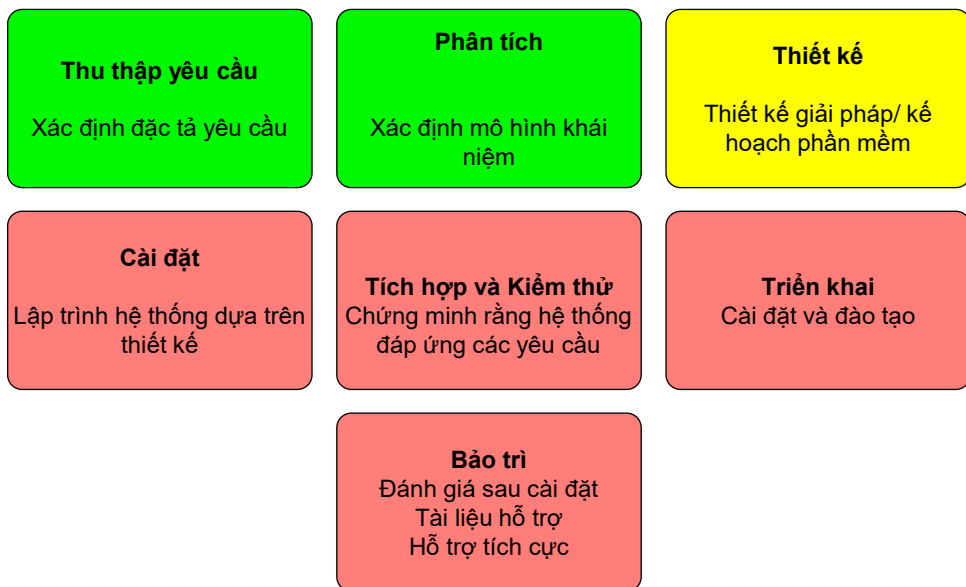 Thu thập yêu cầu
Xác định đặc tả yêu cầu
Phân tích
Xác định mô hình khái
niệm
Thiết kế
Thiết kế giải pháp/ kế
hoạch phần mềm
Cài đặt
Lập trình hệ thống dựa trên
thiết kế
Tích hợp và Kiểm thử
Chứng minh rằng hệ thống
đáp ứng các yêu cầu
Triển khai
Cài đặt và đào tạo
Bảo trì
Đánh giá sau cài đặt
Tài liệu hỗ trợ
Hỗ trợ tích cực